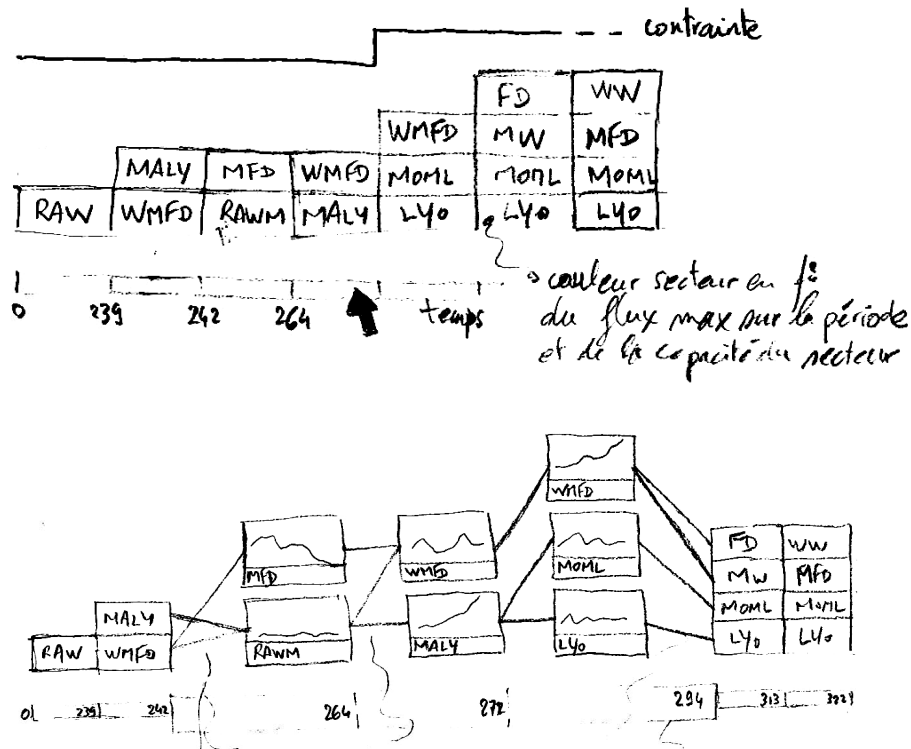 contrainte
FD WW
WMFD MW MFD
MALY MFD WMFD MOML MOML MOML
RAW WMFD RAWM MALY LYO LYO LYO
0 239 242 264 temps
couleur secteur en f°
du flux max sur la période
et de la capacité du secteur
WMFD
MFD WMFD MOML FD WW
MW MFD
MALY MOML MOML
RAW WMFD RAWM MALY LYO LYO LYO
0 239 242 264 272 294 313 322